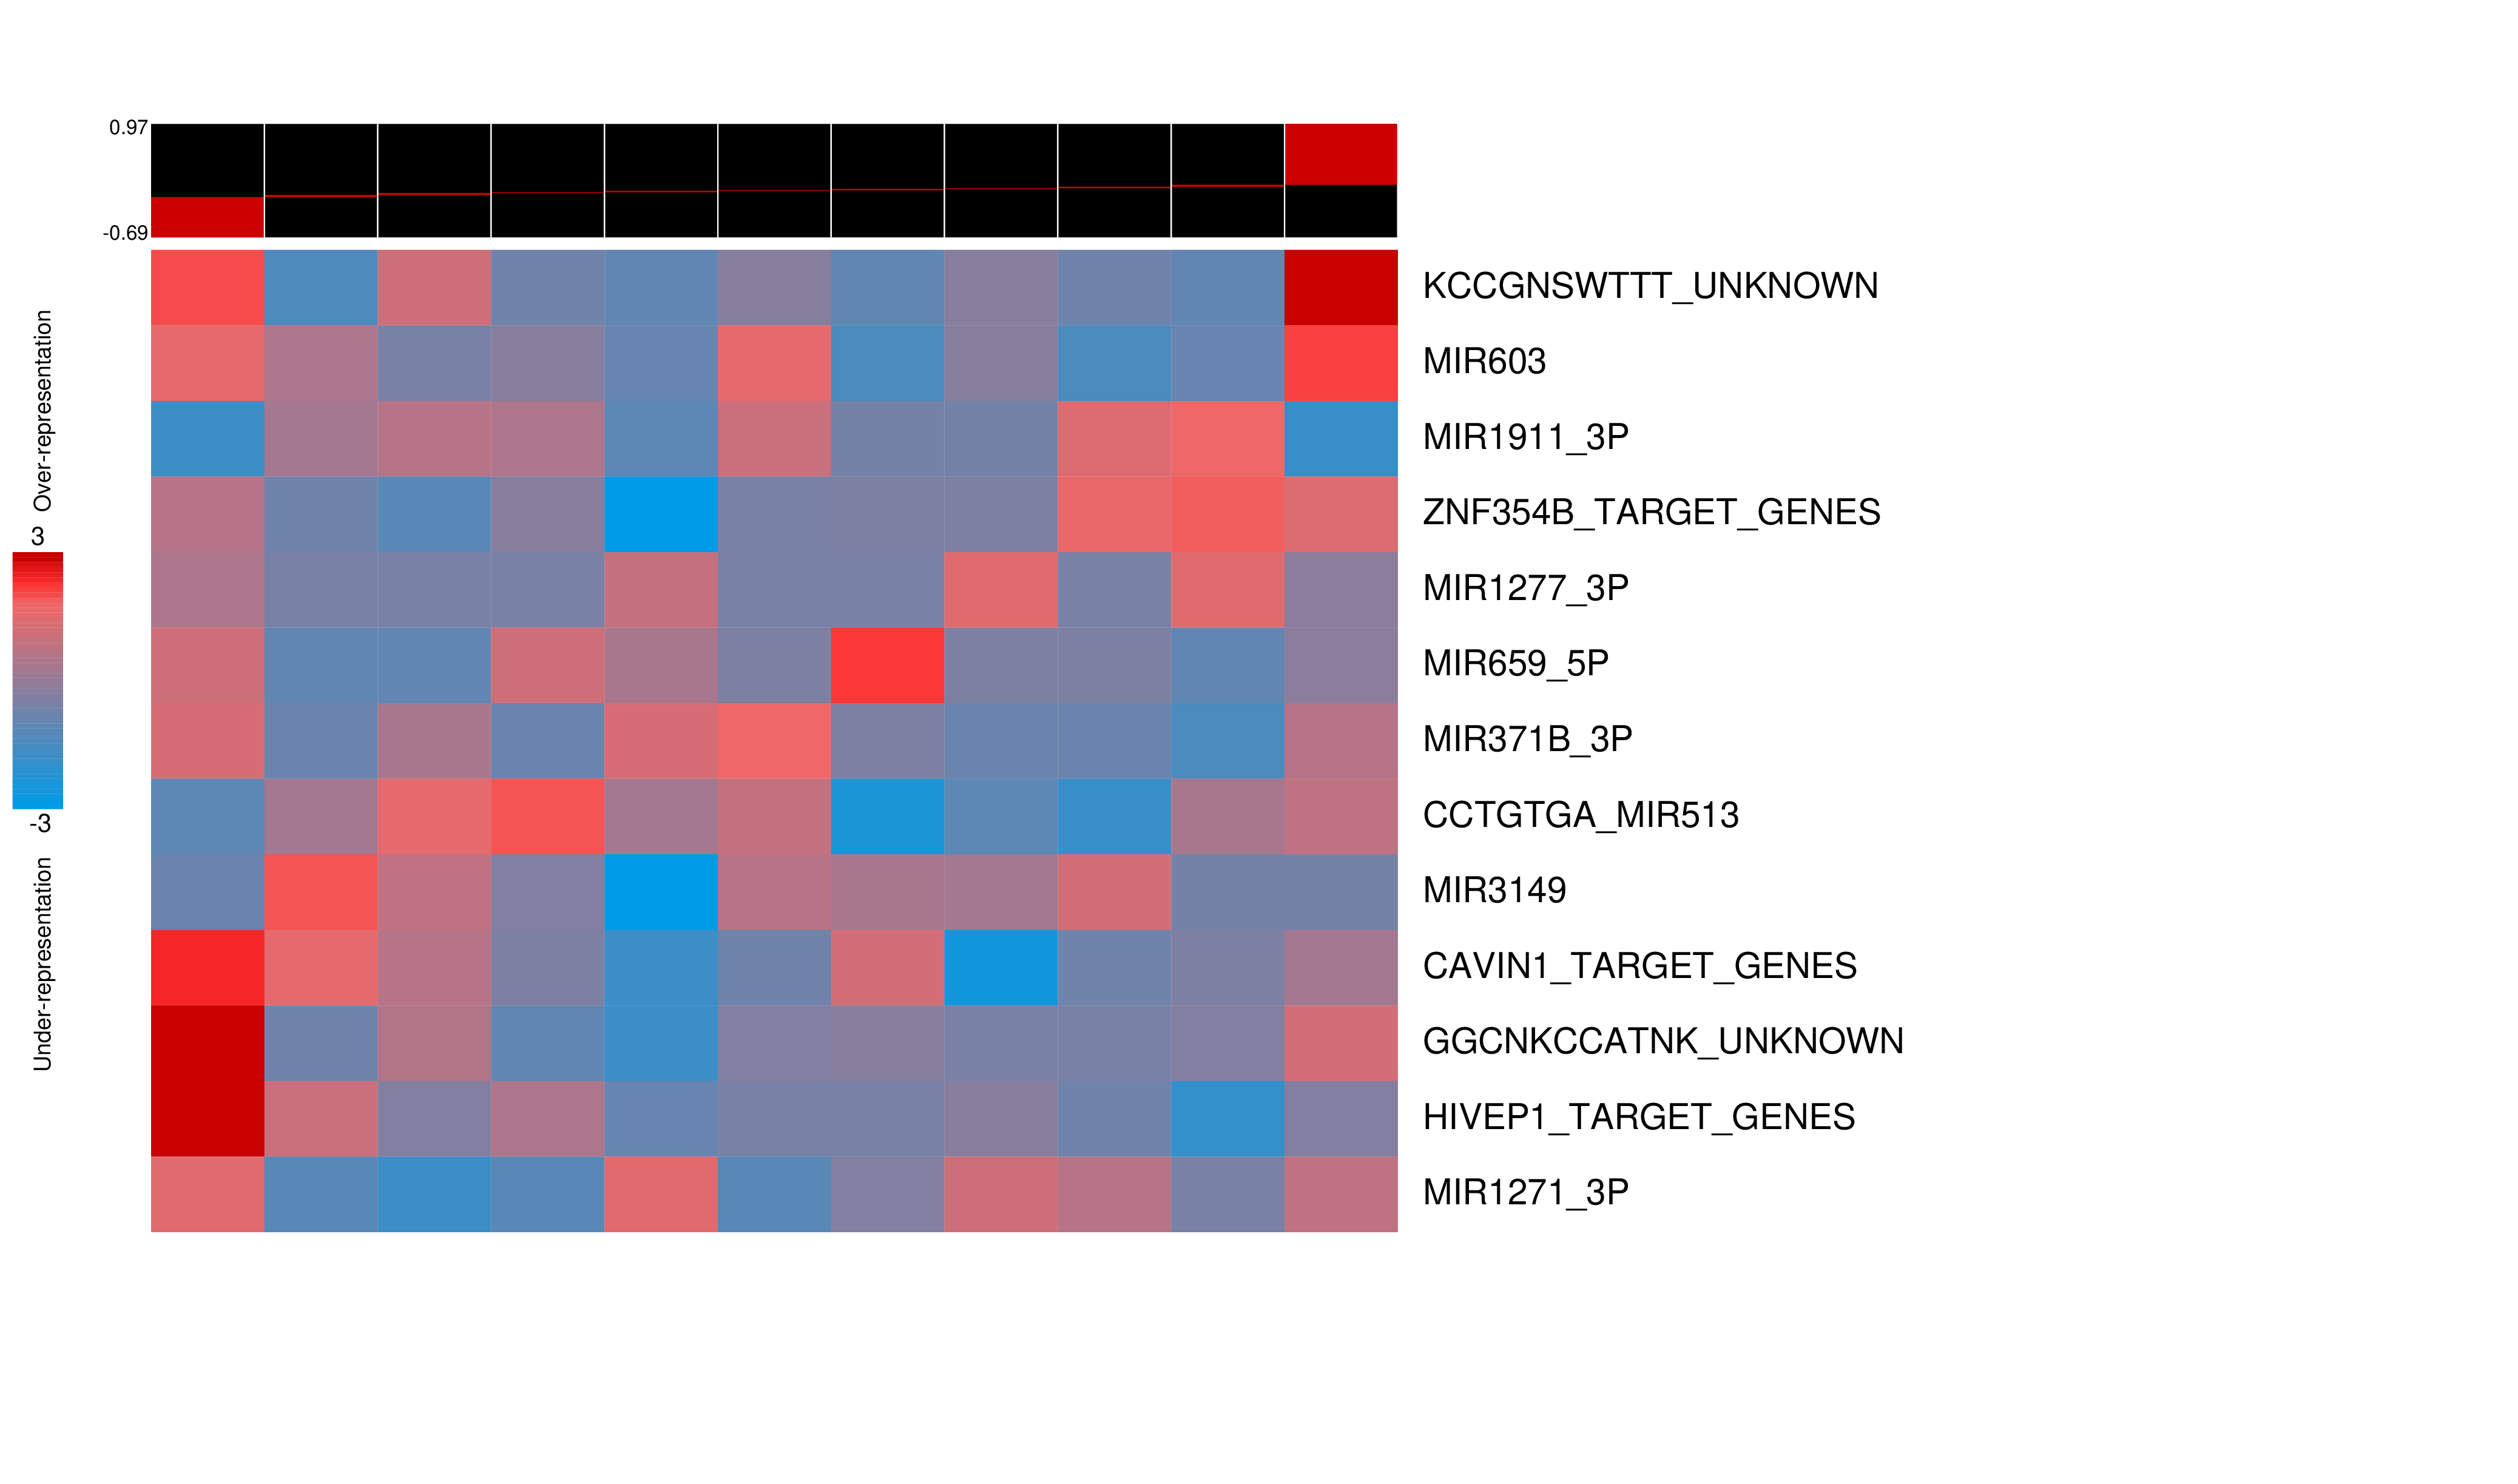 0.97
-0.69
Over-representation
3
-3
Under-representation
KCCGNSWTTT_UNKNOWN
MIR603
MIR1911_3P
ZNF354B_TARGET_GENES
MIR1277_3P
MIR659_5P
MIR371B_3P
CCTGTGA_MIR513
MIR3149
CAVIN1_TARGET_GENES
GGCNKCCATNK_UNKNOWN
HIVEP1_TARGET_GENES
MIR1271_3P